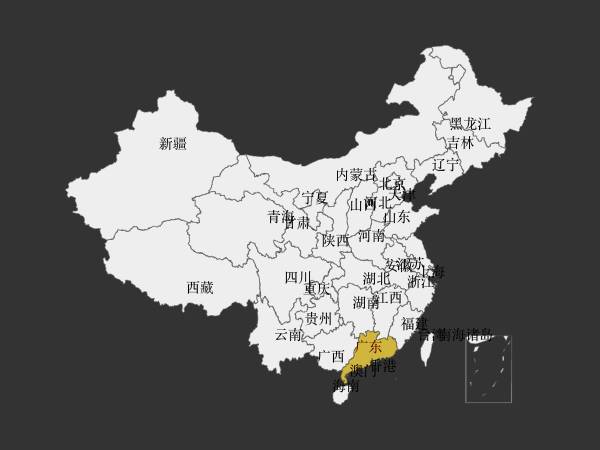 黑龙江
新疆
吉林
辽宁
内蒙古
北京
天津
宁夏
山西
河北
青海
甘肃
山东
陕西
河南
安徽
江苏
上海
四川
重庆
湖北
浙江
西藏
湖南
江西
贵州
福建
云南
台湾
南海诸岛
广西
广东
澳门
香港
海南